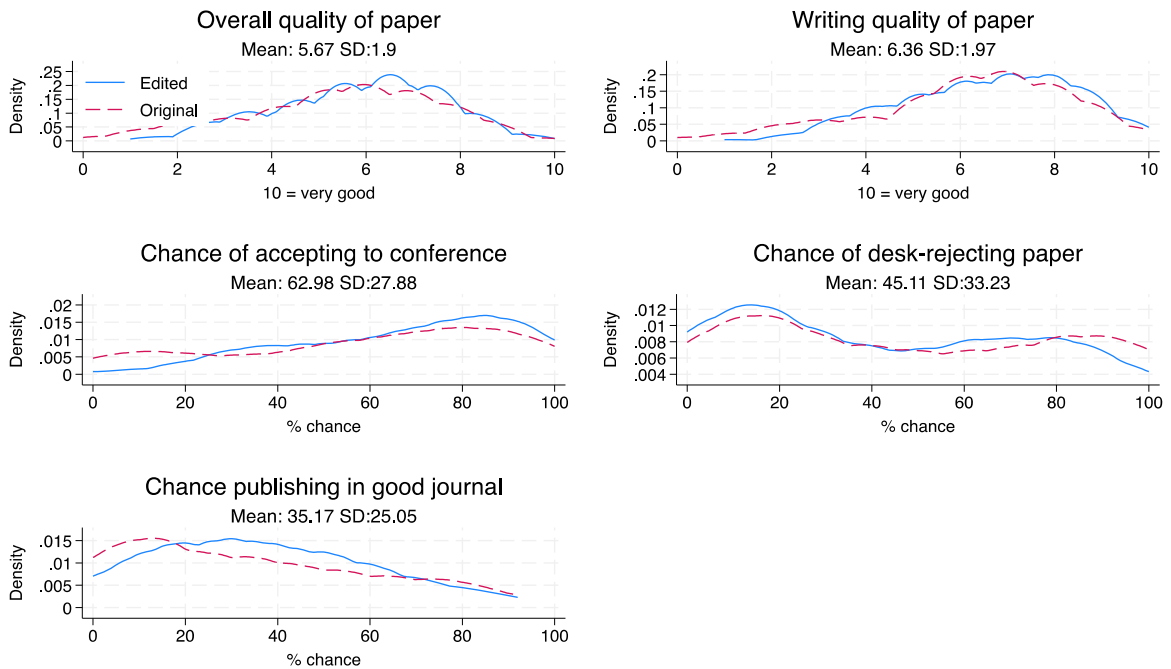 Overall quality of paper
Mean: 5.67 SD:1.9
Density
.25
.2
.15
.1
.05
0
Edited
Original
0 2 4 6 8 10
10 = very good
Writing quality of paper
Mean: 6.36 SD:1.97
Density
.2
.15
.1
.05
0
0 2 4 6 8 10
10 = very good
Chance of accepting to conference
Mean: 62.98 SD:27.88
Density
.02
.015
.01
.005
0
0 20 40 60 80 100
% chance
Chance of desk-rejecting paper
Mean: 45.11 SD:33.23
Density
.012
.01
.008
.006
.004
0 20 40 60 80 100
% chance
Chance publishing in good journal
Mean: 35.17 SD:25.05
Density
.015
.01
.005
0
0 20 40 60 80 100
% chance